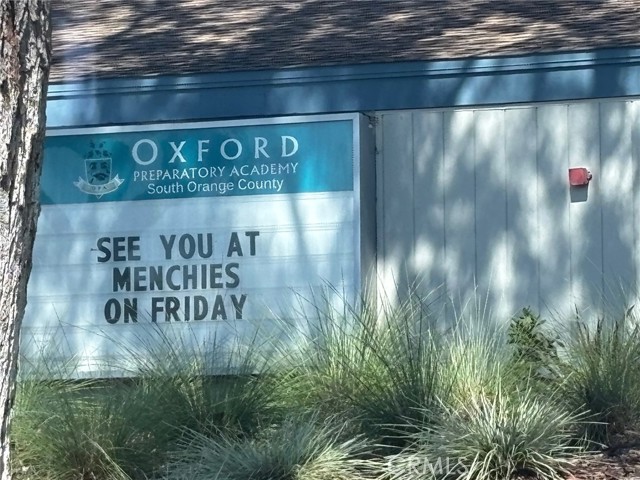 OXFORD
PREPARATORY ACADEMY
South Orange County
SEE YOU AT
MENCHIES
ON FRIDAY
CRMLS